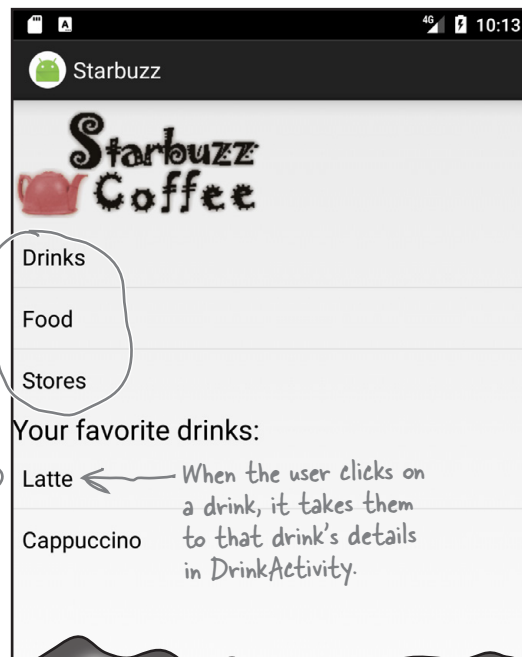 4G 10:13
Starbuzz
Starbuzz
Coffee
Drinks
Food
Stores
Your favorite drinks:
Latte
When the user clicks on
a drink, it takes them
to that drink's details
in DrinkActivity.
Cappuccino